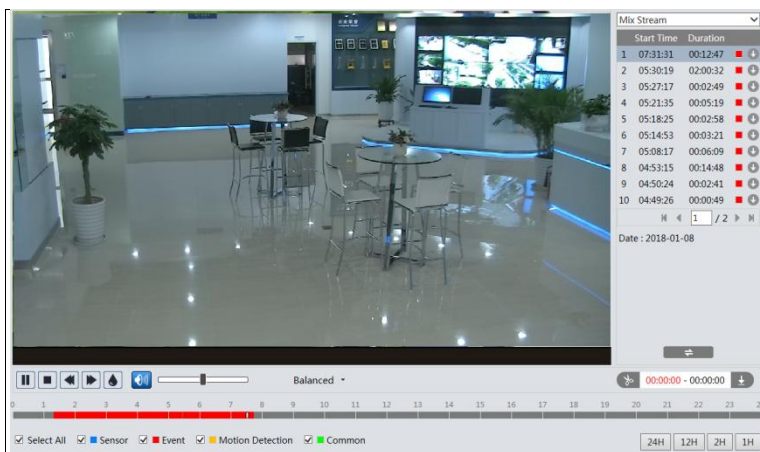 Mix Stream
Start Time Duration
1 07:31:31 00:12:47
2 05:30:19 02:00:32
3 05:27:17 00:02:49
4 05:21:35 00:05:19
5 05:18:25 00:02:58
6 05:14:53 00:03:21
7 05:08:17 00:06:09
8 04:53:15 00:14:48
9 04:50:24 00:02:41
10 04:49:26 00:00:49
1 / 2
Date : 2018-01-08
Balanced
00:00:00 - 00:00:00
0 1 2 3 4 5 6 7 8 9 10 11 12 13 14 15 16 17 18 19 20 21 22 23
Select All Sensor Event Motion Detection Common
24H 12H 2H 1H